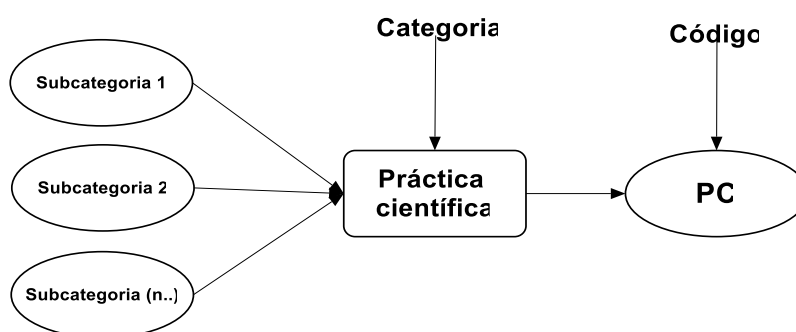 Categoria
Código
Subcategoria 1
Práctica
científica
PC
Subcategoria 2
Subcategoria (n..)